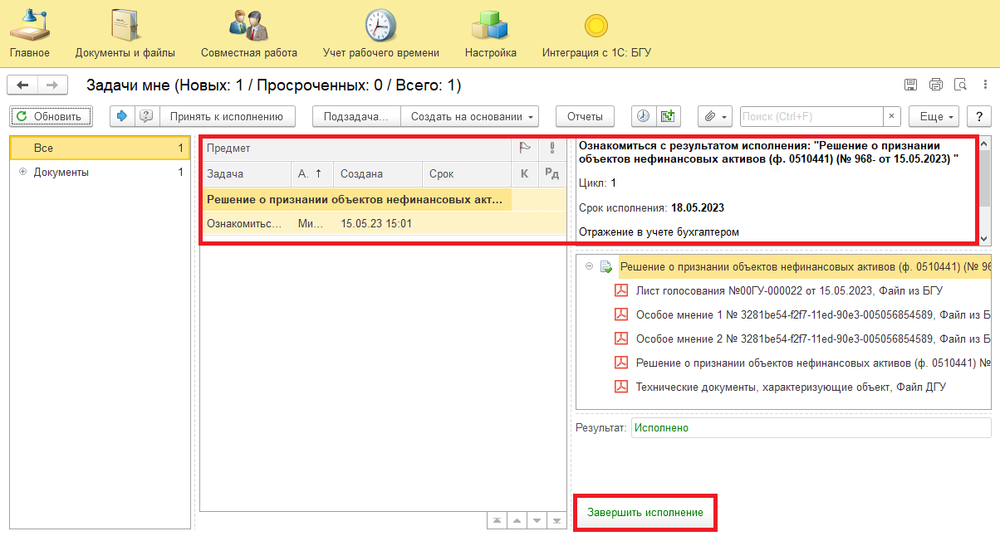 Главное
Документы и файлы
Совместная работа
Учет рабочего времени
Настройка
Интеграция с 1С: БГУ
Задачи мне (Новых: 1 / Просроченных: 0 / Всего: 1)
Обновить
Принять к исполнению
Подзадача...
Создать на основании
Отчеты
Поиск (Ctrl+F)
×
Еще
?
Все 1
Документы 1
Предмет
Задача А. ↑ Создана Срок К Рд
Решение о признании объектов нефинансовых акт...
Ознакомитьс... Ми... 15.05.23 15:01
Ознакомиться с результатом исполнения: "Решение о признании
объектов нефинансовых активов (ф. 0510441) (№ 968- от 15.05.2023) "
Цикл: 1
Срок исполнения: 18.05.2023
Отражение в учете бухгалтером
Решение о признании объектов нефинансовых активов (ф. 0510441) (№ 96
Лист голосования №00ГУ-000022 от 15.05.2023, Файл из БГУ
Особое мнение 1 № 3281be54-f2f7-11ed-90e3-005056854589, Файл из Б
Особое мнение 2 № 3281be54-f2f7-11ed-90e3-005056854589, Файл из Б
Решение о признании объектов нефинансовых активов (ф. 0510441) №
Технические документы, характеризующие объект, Файл ДГУ
Результат: Исполнено
Завершить исполнение